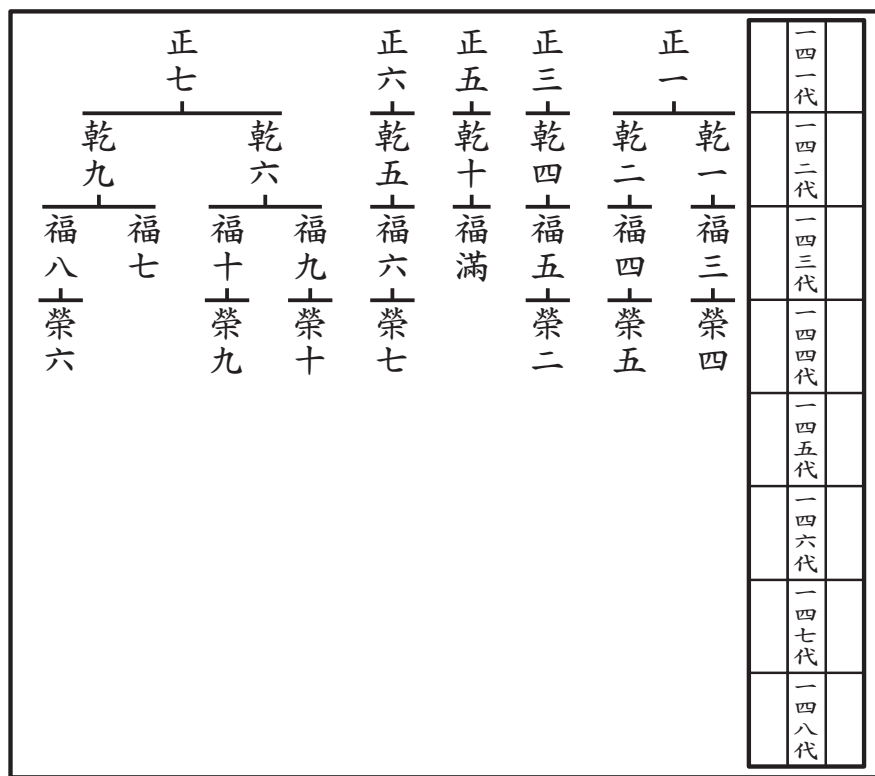 一四一代
一四二代
一四三代
一四四代
一四五代
一四六代
一四七代
一四八代
正一
正三
正五
正六
正七
乾一
乾二
乾四
乾十
乾五
乾六
乾九
福三
福四
福五
福滿
福六
福九
福十
福七
福八
榮四
榮五
榮二
榮七
榮十
榮九
榮六